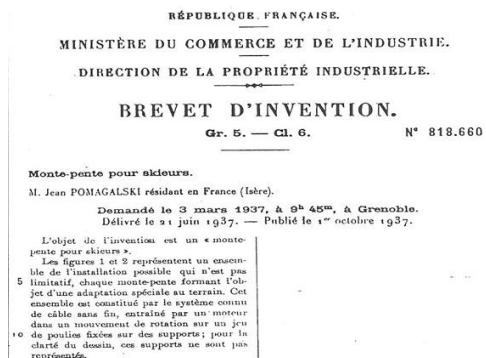 RÉPUBLIQUE FRANÇAISE.
MINISTÈRE DU COMMERCE ET DE L'INDUSTRIE.
DIRECTION DE LA PROPRIÉTÉ INDUSTRIELLE.
BREVET D'INVENTION.
Gr. 5. — Cl. 6.
N° 818.660
Monte-pente pour skieurs.
M. Jean POMAGALSKI résidant en France (Isère).
Demandé le 3 mars 1937, à 9h 45m, à Grenoble.
Délivré le 21 juin 1937. — Publié le 1er octobre 1937.
L'objet de l'invention est un « monte-
pente pour skieurs ».
Les figures 1 et 2 représentent un ensem-
ble de l'installation possible qui n'est pas
5 limitatif, chaque monte-pente formant l'ob-
jet d'une adaptation spéciale au terrain. Cet
ensemble est constitué par le système connu
de câble sans fin, entraîné par un moteur
dans un mouvement de rotation sur un jeu
10 de poulies fixées sur des supports; pour la
clarté du dessin, ces supports ne sont pas
représentés.